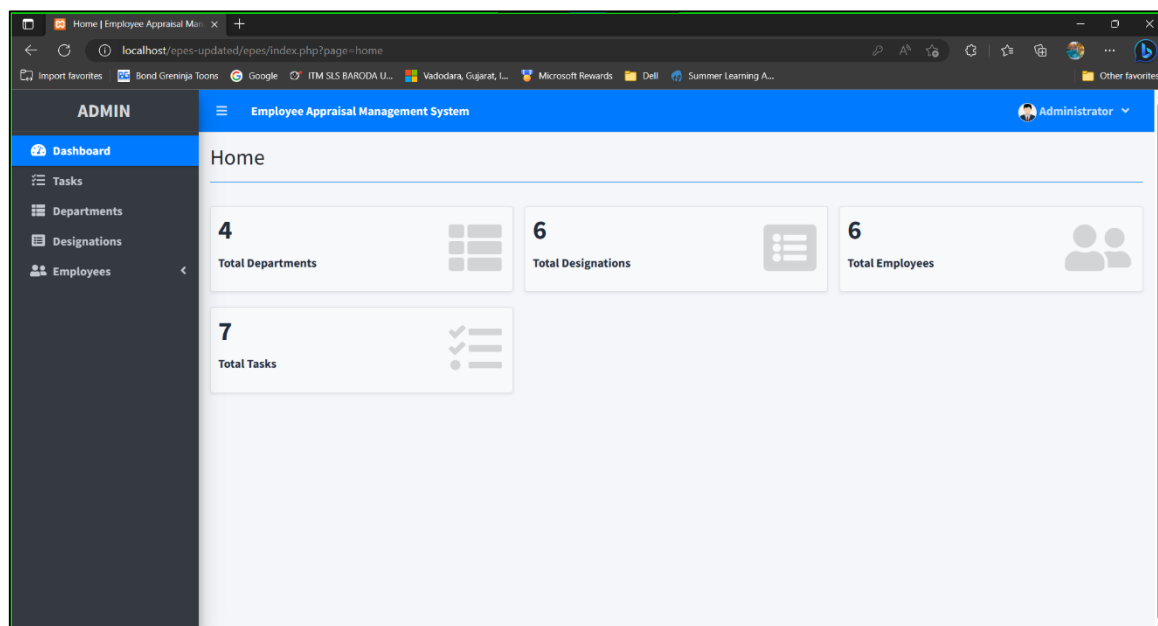 Home | Employee Appraisal Man
localhost/epes-updated/epes/index.php?page=home
Import favorites BG Bond Greninja Toons Google ITM SLS BARODA U... Vadodara, Gujarat, I... Microsoft Rewards Dell Summer Learning A... Other favorites
ADMIN
Employee Appraisal Management System
Administrator
Dashboard
Tasks
Departments
Designations
Employees
Home
4
Total Departments
6
Total Designations
6
Total Employees
7
Total Tasks